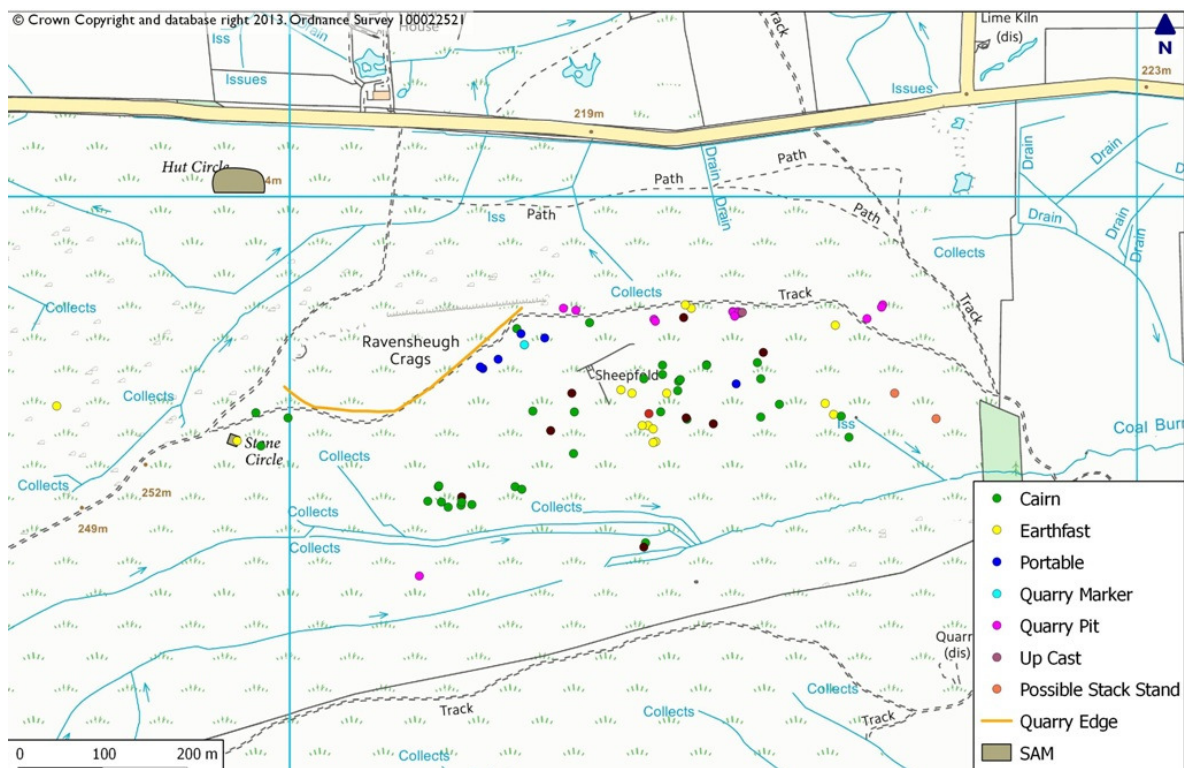 © Crown Copyright and database right 2013. Ordnance Survey 100022521
House
Iss
Drain
Issues
Track
Lime Kiln
(dis)
N
223m
Issues
219m
Hut Circle
4m
Drain
Path
Path
Drain
Drain
Drain
Iss
Path
Path
Drain
Drain
Drain
Collects
Collects
Collects
Track
Track
Ravensheugh
Crags
Sheepfold
Collects
Iss
Stone
Circle
Collects
Coal Burn
Collects
252m
249m
Collects
Collects
Collects
Quarr
(dis)
Collects
Track
Collects
Track
Collects
0 100 200 m
Cairn
Earthfast
Portable
Quarry Marker
Quarry Pit
Up Cast
Possible Stack Stand
Quarry Edge
SAM